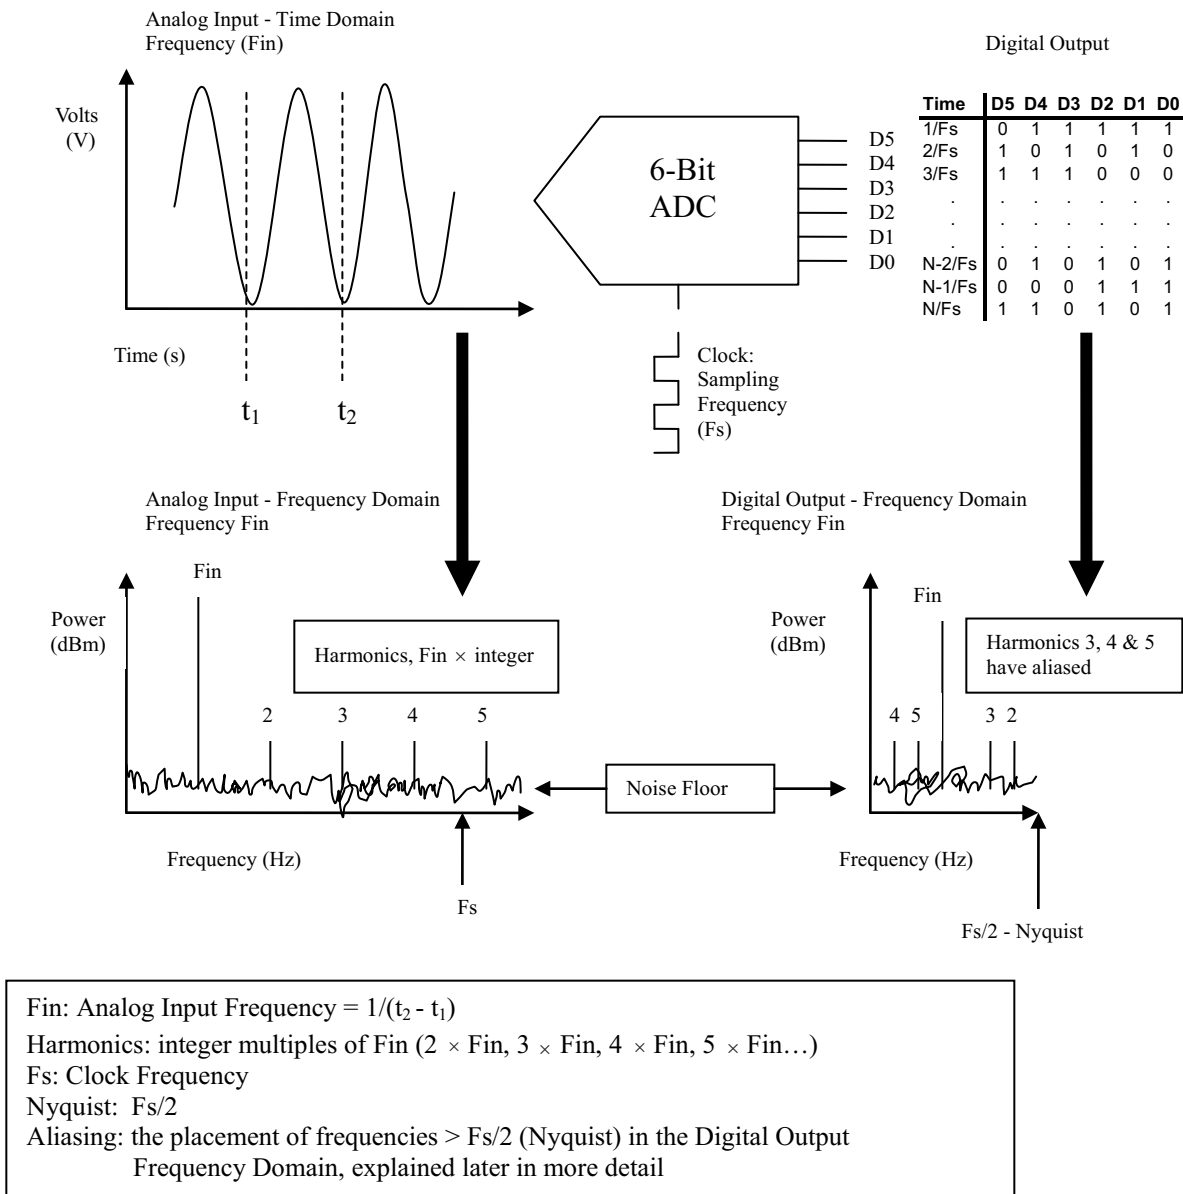 Analog Input - Time Domain
Frequency (Fin)
Digital Output
Volts
(V)
Time (s)
t₁
t₂
6-Bit
ADC
D5
D4
D3
D2
D1
D0
Clock:
Sampling
Frequency
(Fs)
Time D5 D4 D3 D2 D1 D0
1/Fs 0 1 1 1 1 1
2/Fs 1 0 1 0 1 0
3/Fs 1 1 1 0 0 0
. . . . . . .
. . . . . . .
. . . . . . .
N-2/Fs 0 1 0 1 0 1
N-1/Fs 0 0 0 1 1 1
N/Fs 1 1 0 1 0 1
Analog Input - Frequency Domain
Frequency Fin
Power
(dBm)
Fin
Harmonics, Fin × integer
2 3 4 5
Frequency (Hz)
Fs
Noise Floor
Digital Output - Frequency Domain
Frequency Fin
Power
(dBm)
Fin
Harmonics 3, 4 & 5
have aliased
4 5 3 2
Frequency (Hz)
Fs/2 - Nyquist
Fin: Analog Input Frequency = 1/(t₂ - t₁)
Harmonics: integer multiples of Fin (2 × Fin, 3 × Fin, 4 × Fin, 5 × Fin…)
Fs: Clock Frequency
Nyquist: Fs/2
Aliasing: the placement of frequencies > Fs/2 (Nyquist) in the Digital Output
Frequency Domain, explained later in more detail